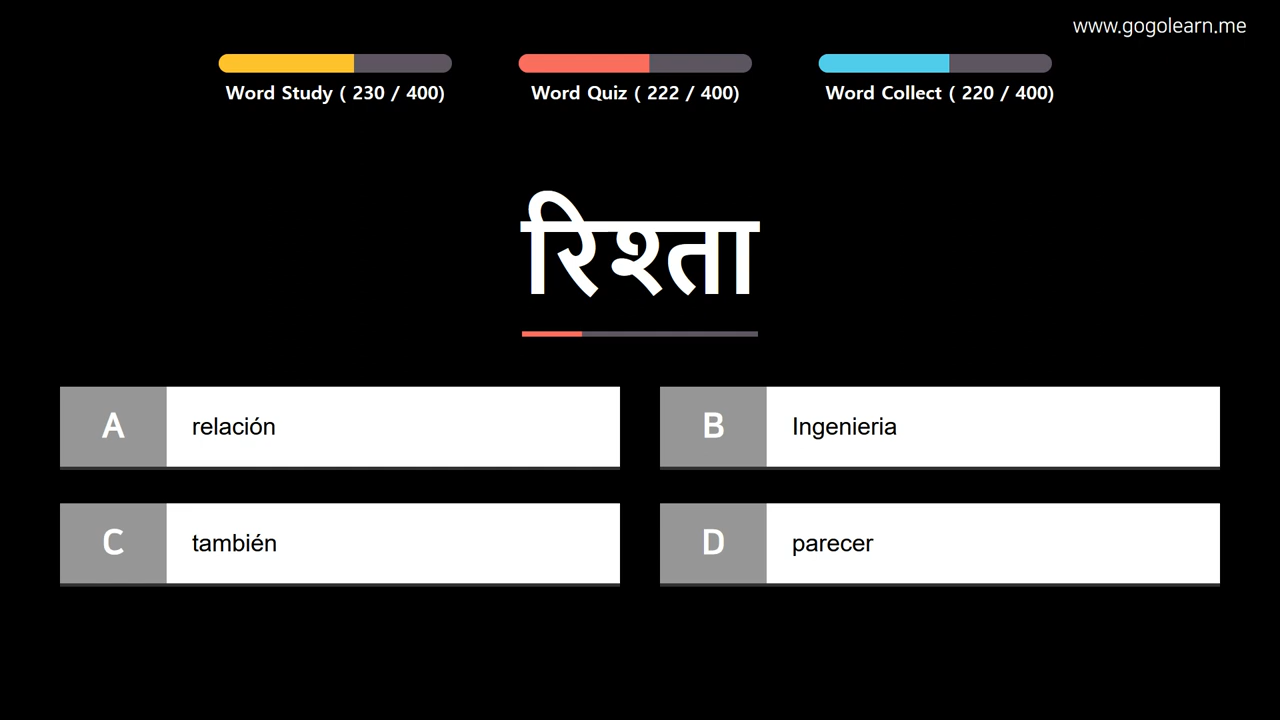 www.gogolearn.me
Word Study ( 230 / 400)
Word Quiz ( 222 / 400)
Word Collect ( 220 / 400)
रिश्ता
A relación
B Ingenieria
C también
D parecer